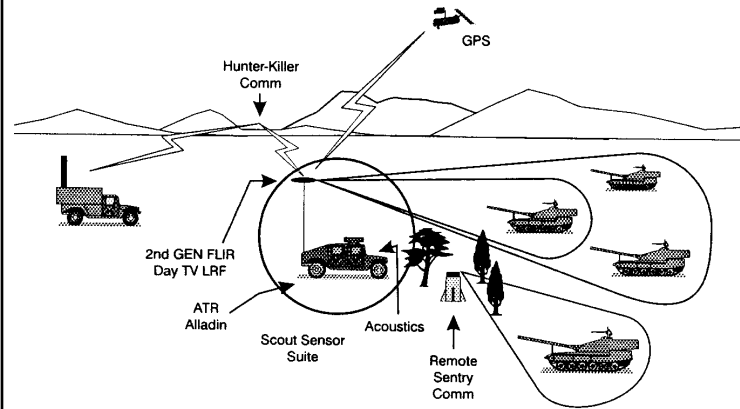 GPS
Hunter-Killer
Comm
2nd GEN FLIR
Day TV LRF
ATR
Alladin
Scout Sensor
Suite
Acoustics
Remote
Sentry
Comm